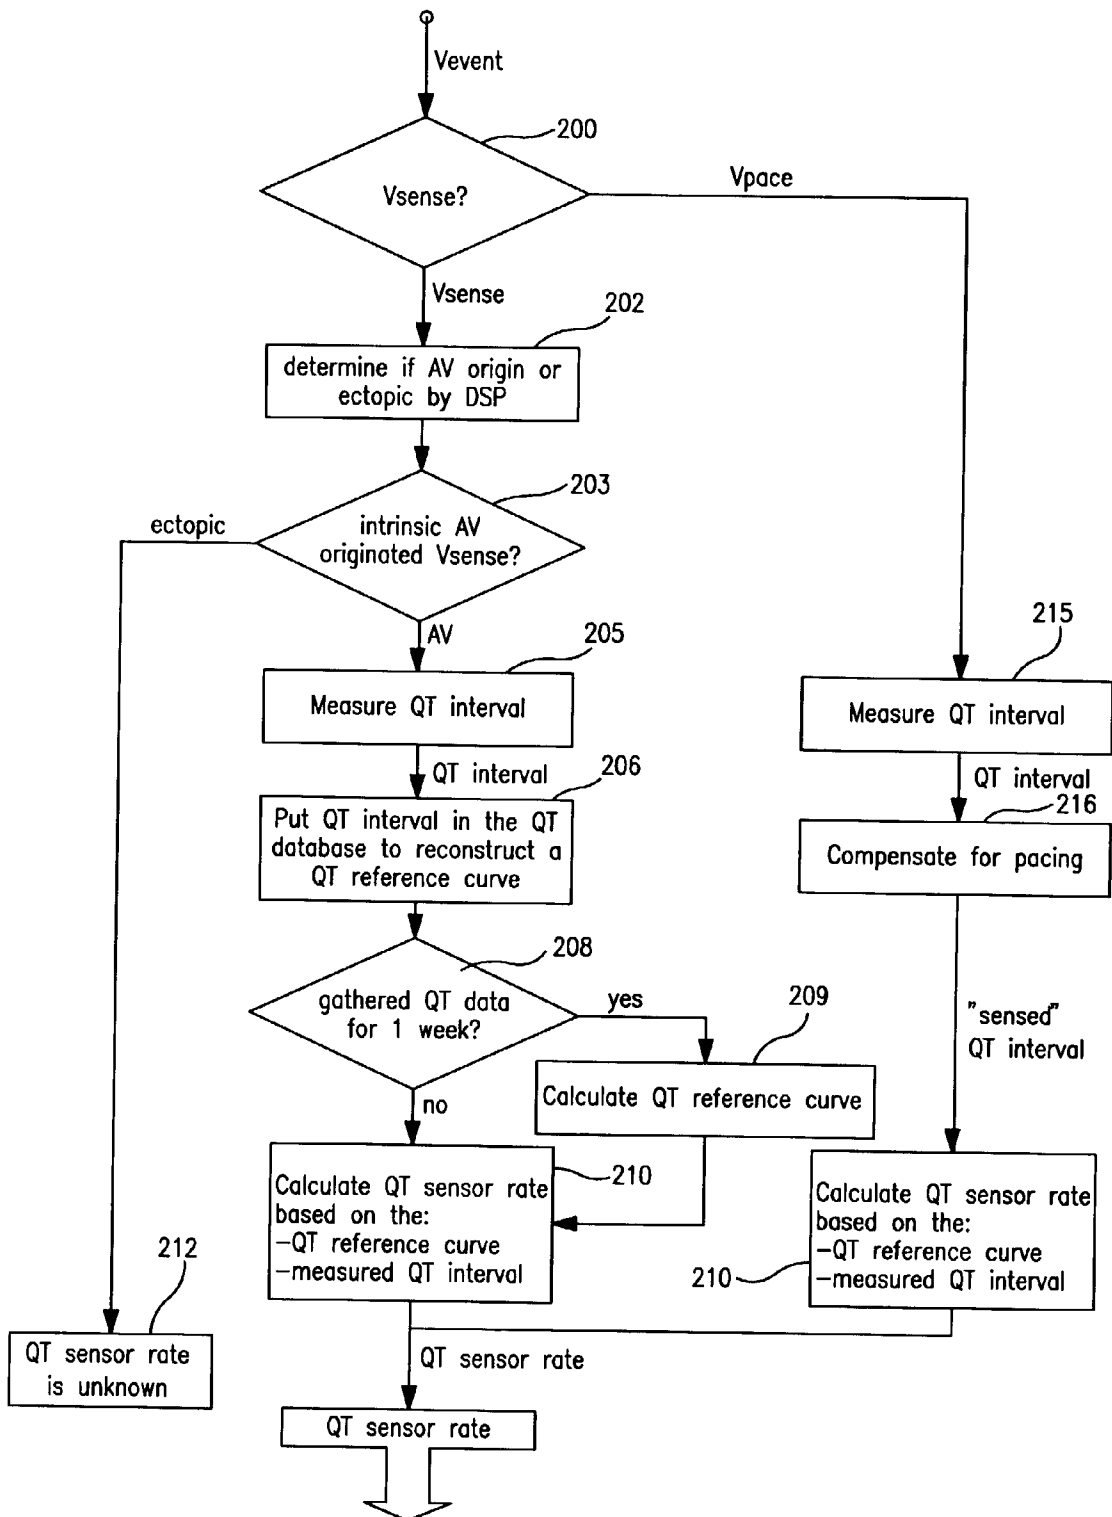 Vevent
200
Vsense?
Vpace
Vsense
202
determine if AV origin or
ectopic by DSP
203
ectopic
intrinsic AV
originated Vsense?
AV
205
Measure QT interval
215
Measure QT interval
QT interval
206
QT interval
216
Put QT interval in the QT
database to reconstruct a
QT reference curve
Compensate for pacing
208
gathered QT data
for 1 week?
yes
209
"sensed"
QT interval
Calculate QT reference curve
no
210
Calculate QT sensor rate
based on the:
-QT reference curve
-measured QT interval
Calculate QT sensor rate
based on the:
-QT reference curve
-measured QT interval
210
212
QT sensor rate
is unknown
QT sensor rate
QT sensor rate